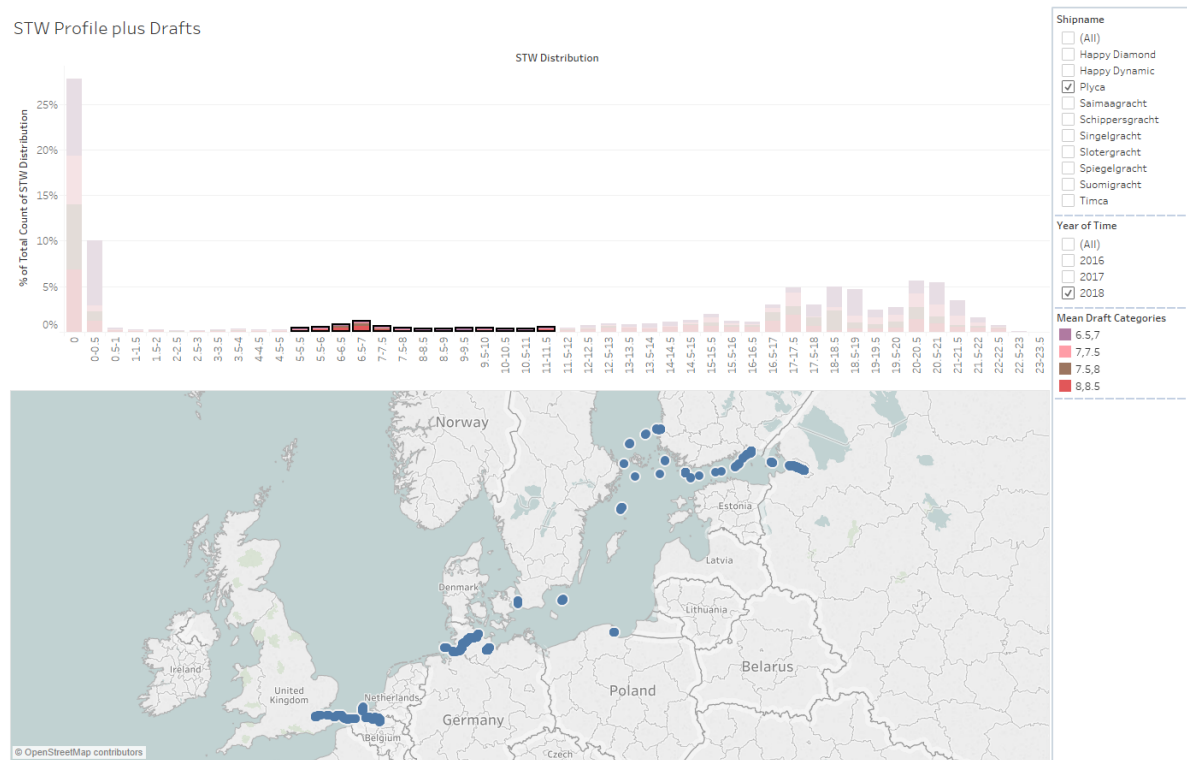 STW Profile plus Drafts
STW Distribution
% of Total Count of STW Distribution
25%
20%
15%
10%
5%
0%
0
0-0.5
0.5-1
1-1.5
1.5-2
2-2.5
2.5-3
3-3.5
3.5-4
4-4.5
4.5-5
5-5.5
5.5-6
6-6.5
6.5-7
7-7.5
7.5-8
8-8.5
8.5-9
9-9.5
9.5-10
10-10.5
10.5-11
11-11.5
11.5-12
12-12.5
12.5-13
13-13.5
13.5-14
14-14.5
14.5-15
15-15.5
15.5-16
16-16.5
16.5-17
17-17.5
17.5-18
18-18.5
18.5-19
19-19.5
19.5-20
20-20.5
20.5-21
21-21.5
21.5-22
22-22.5
22.5-23
23-23.5
Norway
Estonia
Latvia
Denmark
Lithuania
Ireland
United
Kingdom
Netherlands
Belarus
Poland
Germany
Belgium
Czech
© OpenStreetMap contributors
Shipname
(All)
Happy Diamond
Happy Dynamic
Plyca
Saimaagracht
Schippersgracht
Singelgracht
Slotergracht
Spiegelgracht
Suomigracht
Timca
Year of Time
(All)
2016
2017
2018
Mean Draft Categories
6.5,7
7,7.5
7.5,8
8,8.5